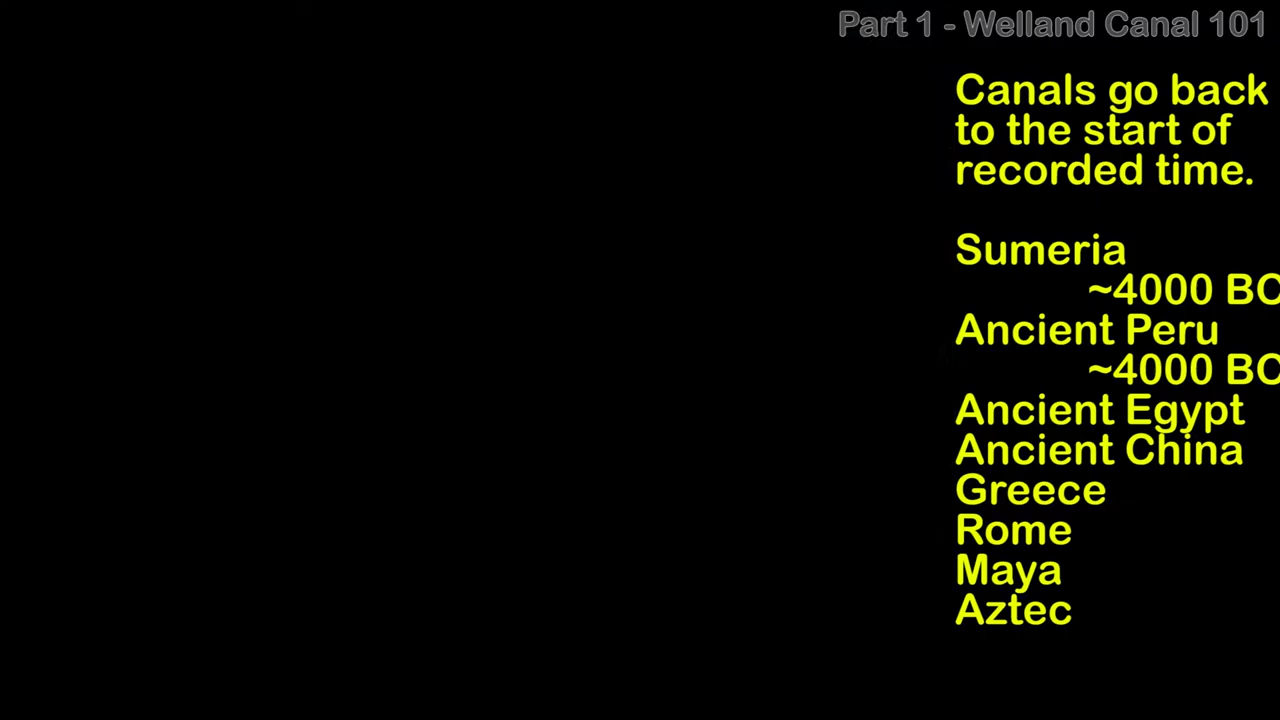 Part 1 - Welland Canal 101
Canals go back
to the start of
recorded time.
Sumeria
~4000 BC
Ancient Peru
~4000 BC
Ancient Egypt
Ancient China
Greece
Rome
Maya
Aztec